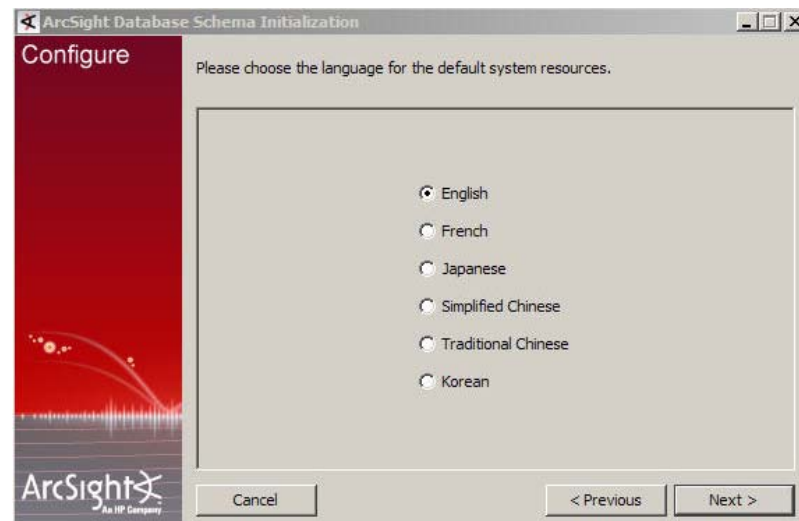 ArcSight Database Schema Initialization
Configure
Please choose the language for the default system resources.
English
French
Japanese
Simplified Chinese
Traditional Chinese
Korean
ArcSight
An HP Company
Cancel
< Previous
Next >